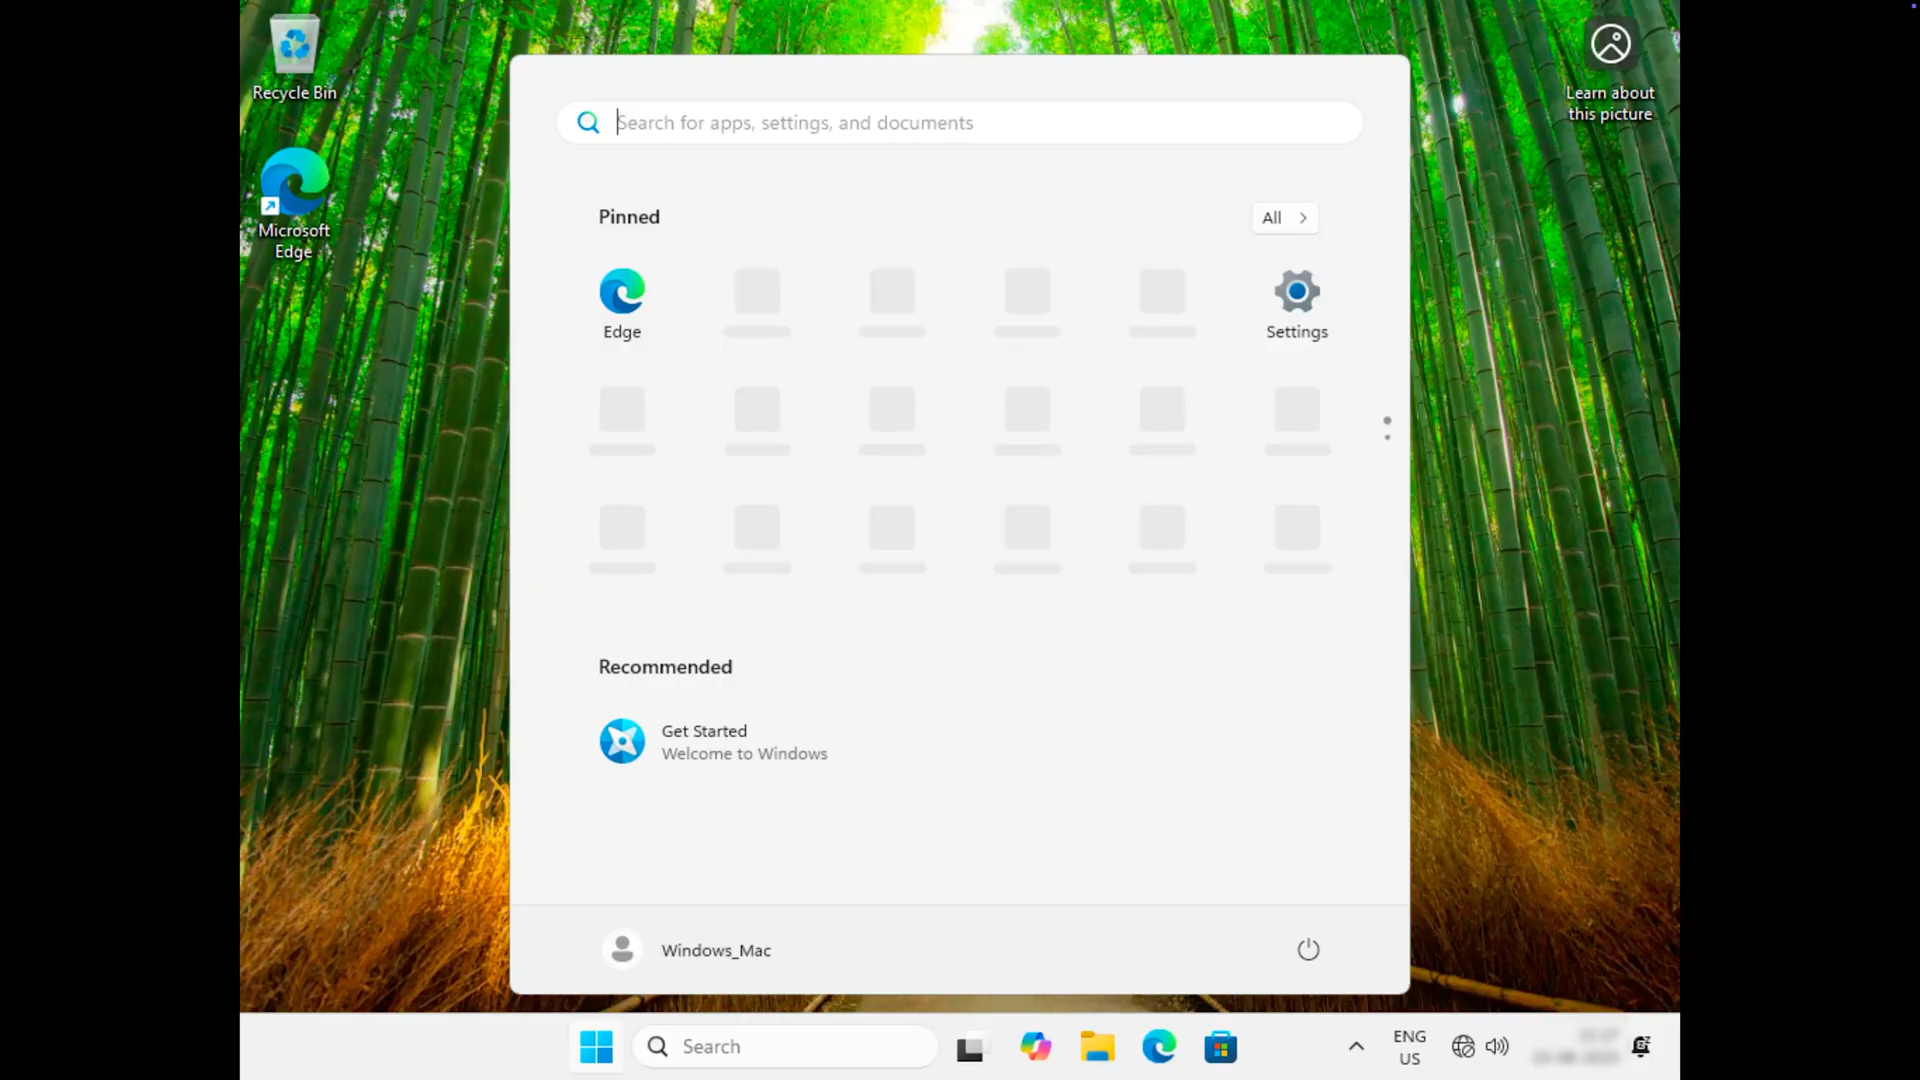 Recycle Bin
Microsoft
Edge
Learn about
this picture
Search for apps, settings, and documents
Pinned
All
Edge
Settings
Recommended
Get Started
Welcome to Windows
Windows_Mac
Search
ENG
US